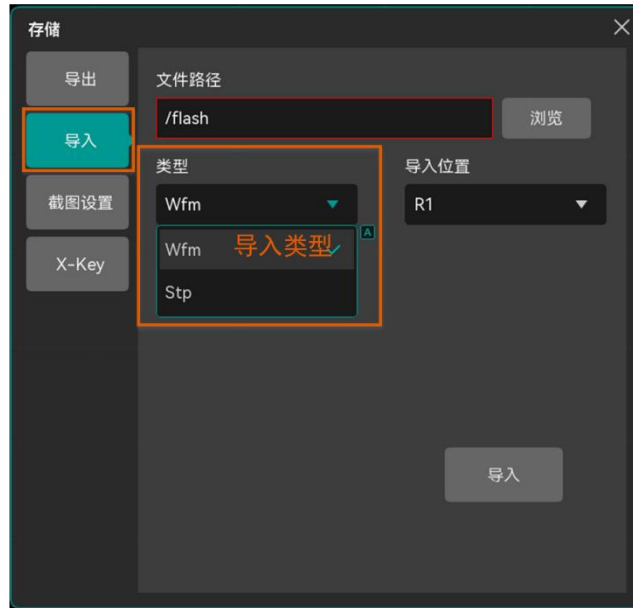 存储
导出
导入
截图设置
X-Key
文件路径
/flash
浏览
类型
导入位置
Wfm
R1
A
Wfm
导入类型
Stp
导入